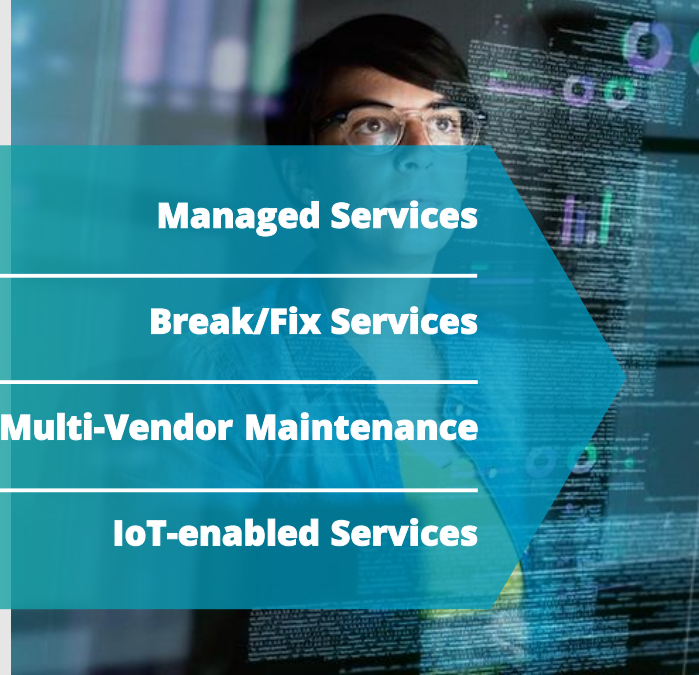 Managed Services
Break/Fix Services
Multi-Vendor Maintenance
IoT-enabled Services